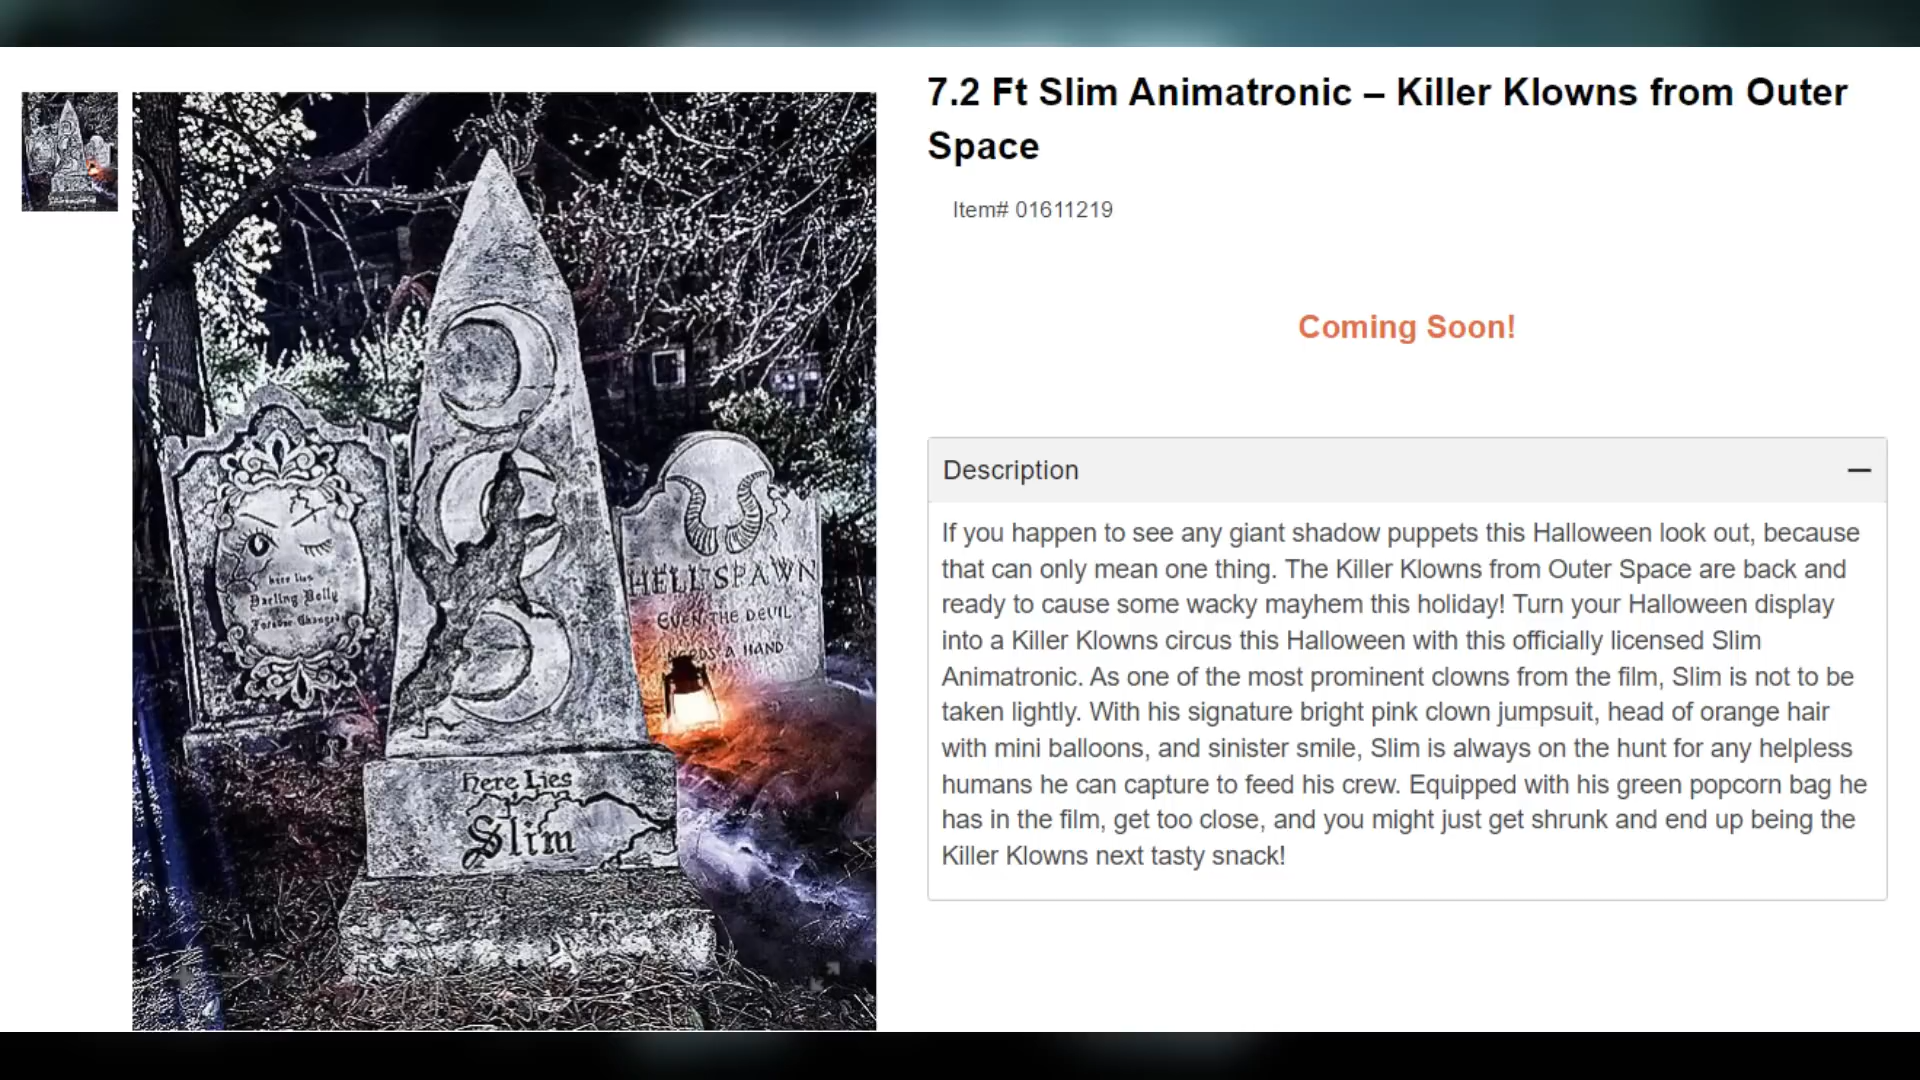 7.2 Ft Slim Animatronic – Killer Klowns from Outer
Space
Item# 01611219
Coming Soon!
Description
If you happen to see any giant shadow puppets this Halloween look out, because
that can only mean one thing. The Killer Klowns from Outer Space are back and
ready to cause some wacky mayhem this holiday! Turn your Halloween display
into a Killer Klowns circus this Halloween with this officially licensed Slim
Animatronic. As one of the most prominent clowns from the film, Slim is not to be
taken lightly. With his signature bright pink clown jumpsuit, head of orange hair
with mini balloons, and sinister smile, Slim is always on the hunt for any helpless
humans he can capture to feed his crew. Equipped with his green popcorn bag he
has in the film, get too close, and you might just get shrunk and end up being the
Killer Klowns next tasty snack!
here lies
Darling Dolly
Forever Changed
HELL SPAWN
EVEN THE DEVIL
A HAND
Here Lies
Slim